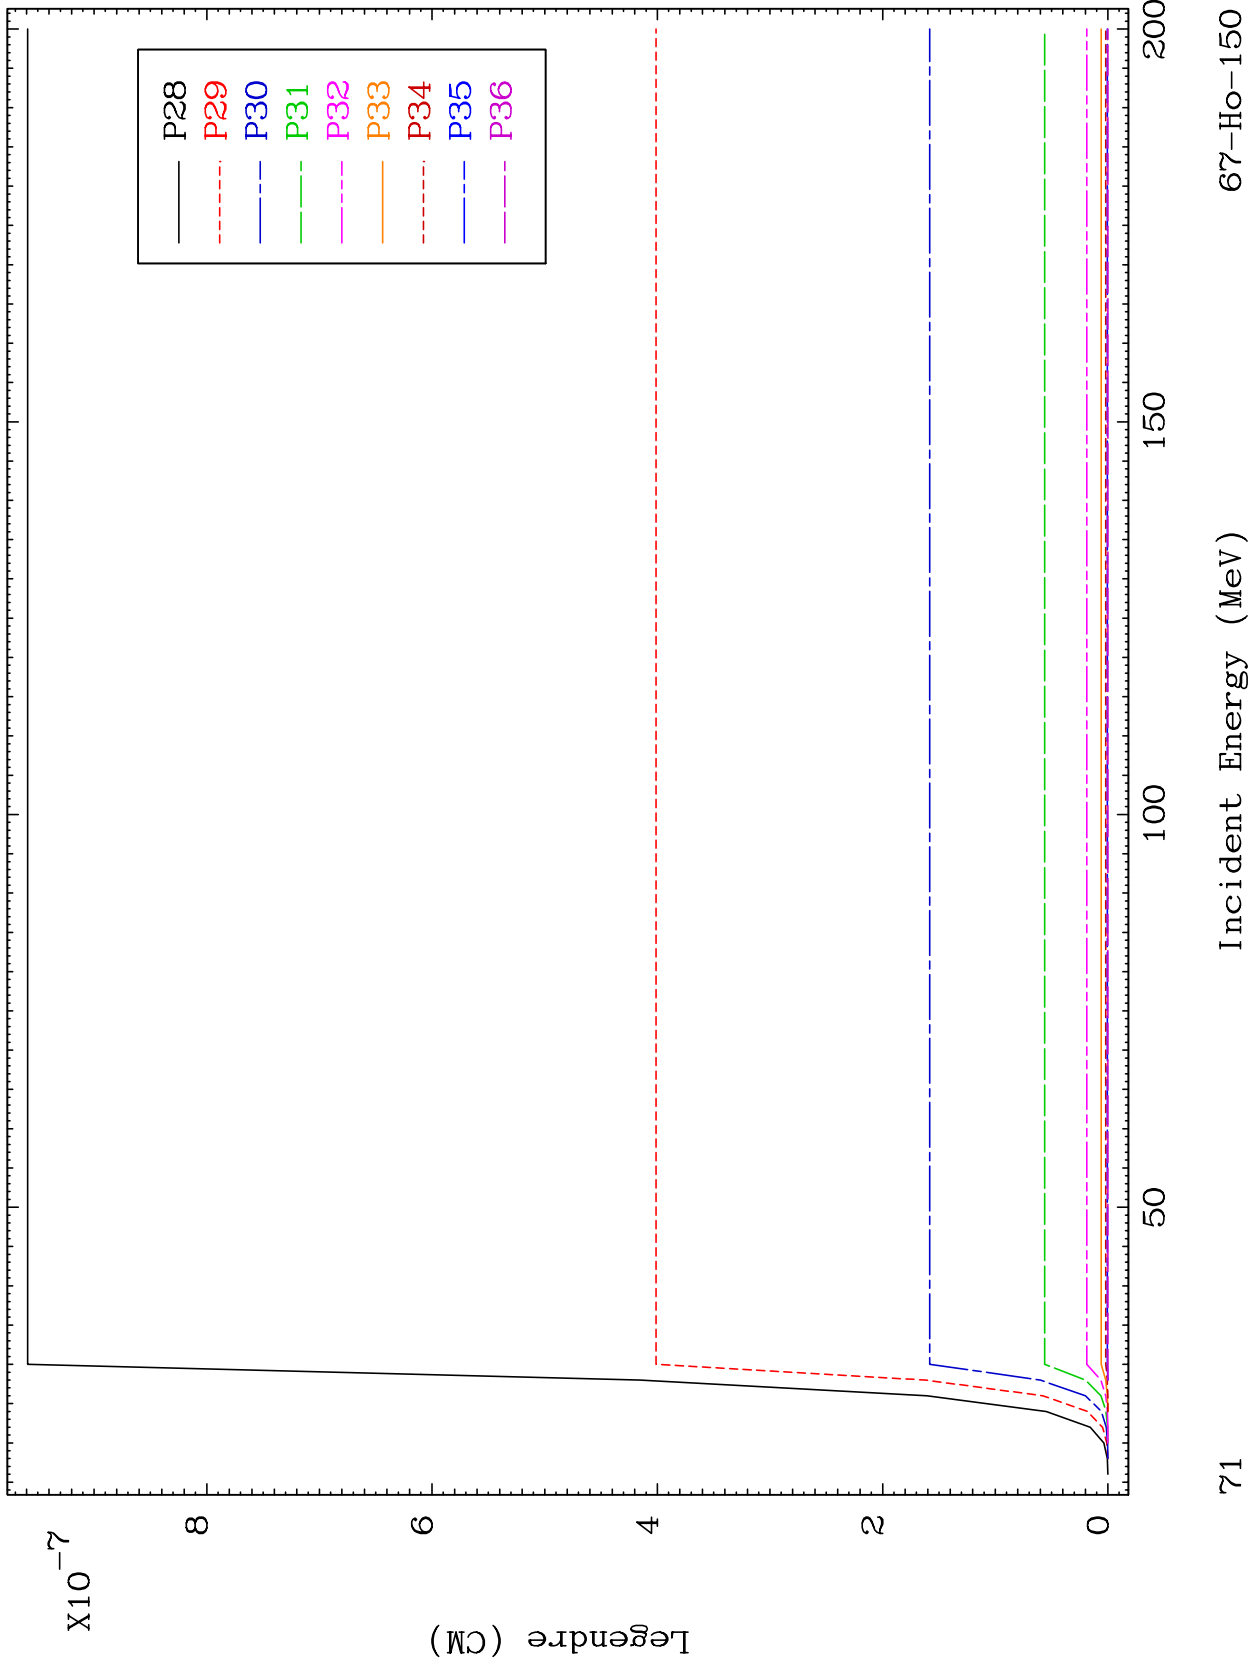 X10-7
8
6
4
2
0
Legendre (CM)
P28
P29
P30
P31
P32
P33
P34
P35
P36
50
100
150
200
Incident Energy (MeV)
71
67-Ho-150